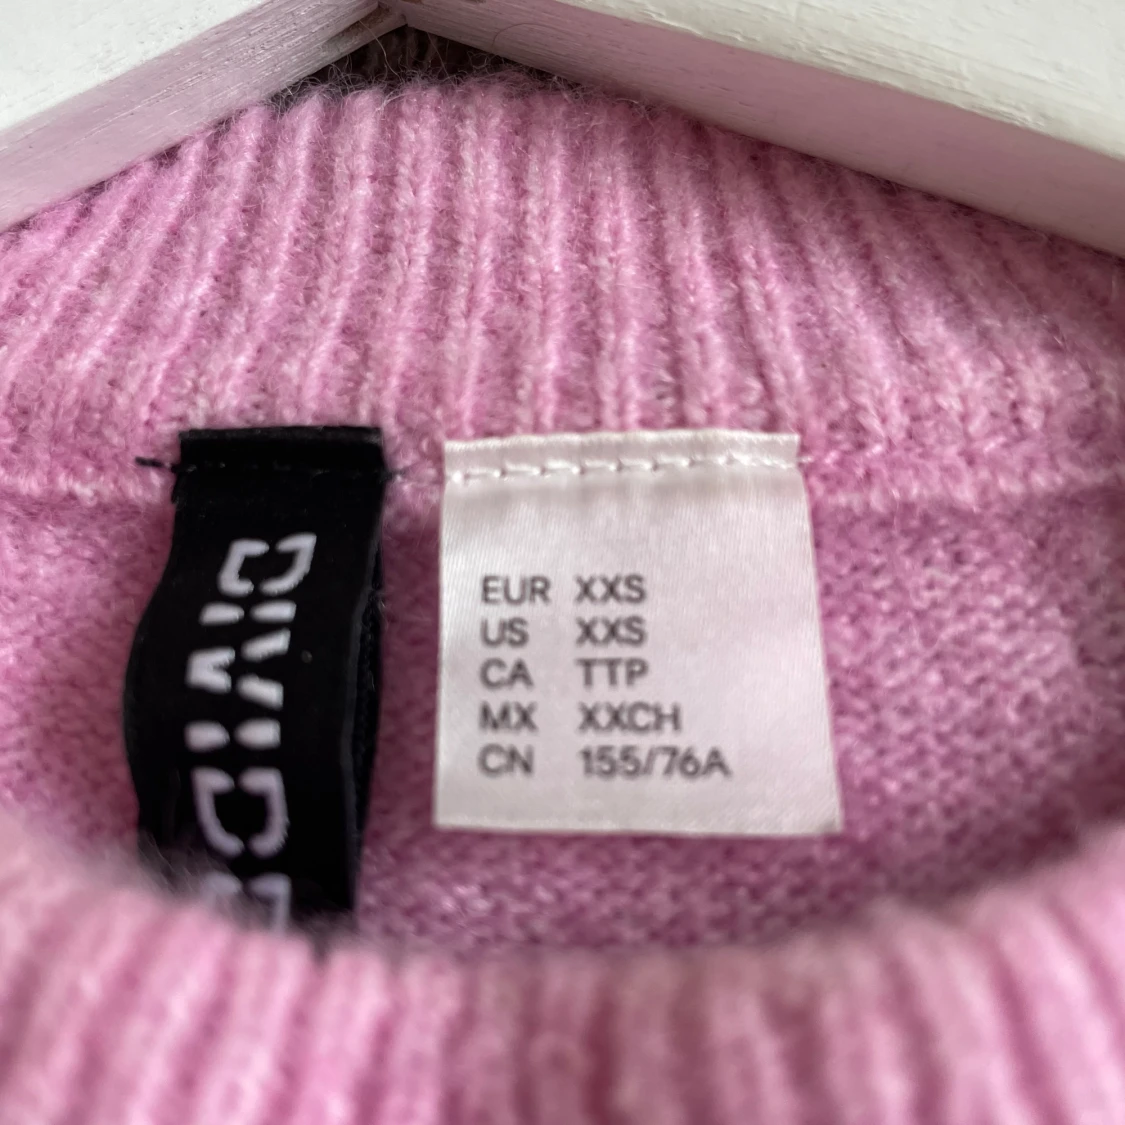 EUR XXS
US XXS
CA TTP
MX XXCH
CN 155/76A